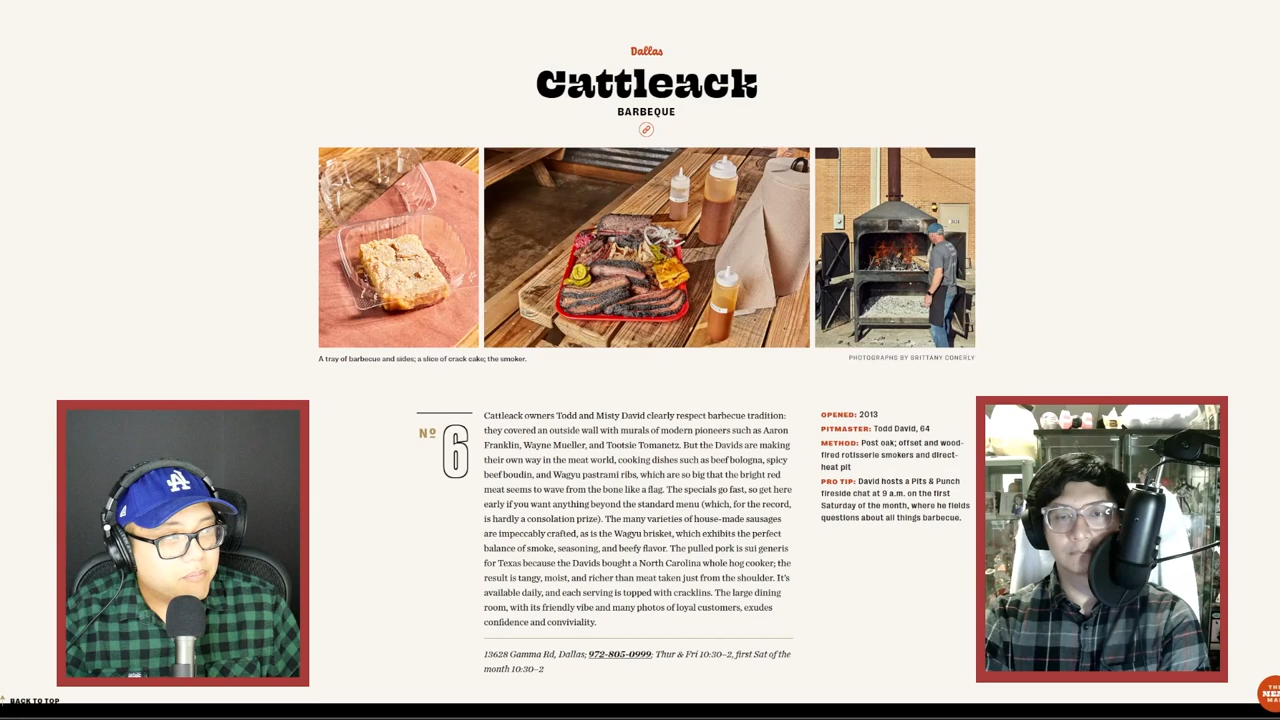 Dallas
Cattleack
BARBEQUE
A tray of barbecue and sides; a slice of crack cake; the smoker.
PHOTOGRAPHS BY BRITTANY CONERLY
Nº 6
Cattleack owners Todd and Misty David clearly respect barbecue tradition:
they covered an outside wall with murals of modern pioneers such as Aaron
Franklin, Wayne Mueller, and Tootsie Tomanetz. But the Davids are making
their own way in the meat world, cooking dishes such as beef bologna, spicy
beef boudin, and Wagyu pastrami ribs, which are so big that the bright red
meat seems to wave from the bone like a flag. The specials go fast, so get here
early if you want anything beyond the standard menu (which, for the record,
is hardly a consolation prize). The many varieties of house-made sausages
are impeccably crafted, as is the Wagyu brisket, which exhibits the perfect
balance of smoke, seasoning, and beefy flavor. The pulled pork is sui generis
for Texas because the Davids bought a North Carolina whole hog cooker; the
result is tangy, moist, and richer than meat taken just from the shoulder. It's
available daily, and each serving is topped with cracklins. The large dining
room, with its friendly vibe and many photos of loyal customers, exudes
confidence and conviviality.
13628 Gamma Rd, Dallas; 972-805-0999; Thur & Fri 10:30–2, first Sat of the
month 10:30–2
OPENED: 2013
PITMASTER: Todd David, 64
METHOD: Post oak; offset and wood-
fired rotisserie smokers and direct-
heat pit
PRO TIP: David hosts a Pits & Punch
fireside chat at 9 a.m. on the first
Saturday of the month, where he fields
questions about all things barbecue.
LA
BACK TO TOP